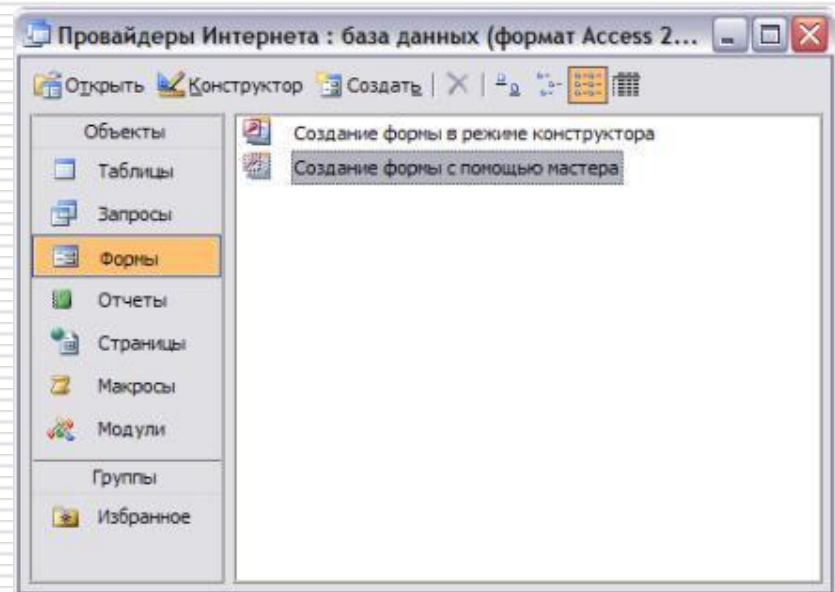 Провайдеры Интернета : база данных (формат Access 2...
Открыть Конструктор Создать
Объекты
Таблицы
Запросы
Формы
Отчеты
Страницы
Макросы
Модули
Группы
Избранное
Создание формы в режиме конструктора
Создание формы с помощью мастера